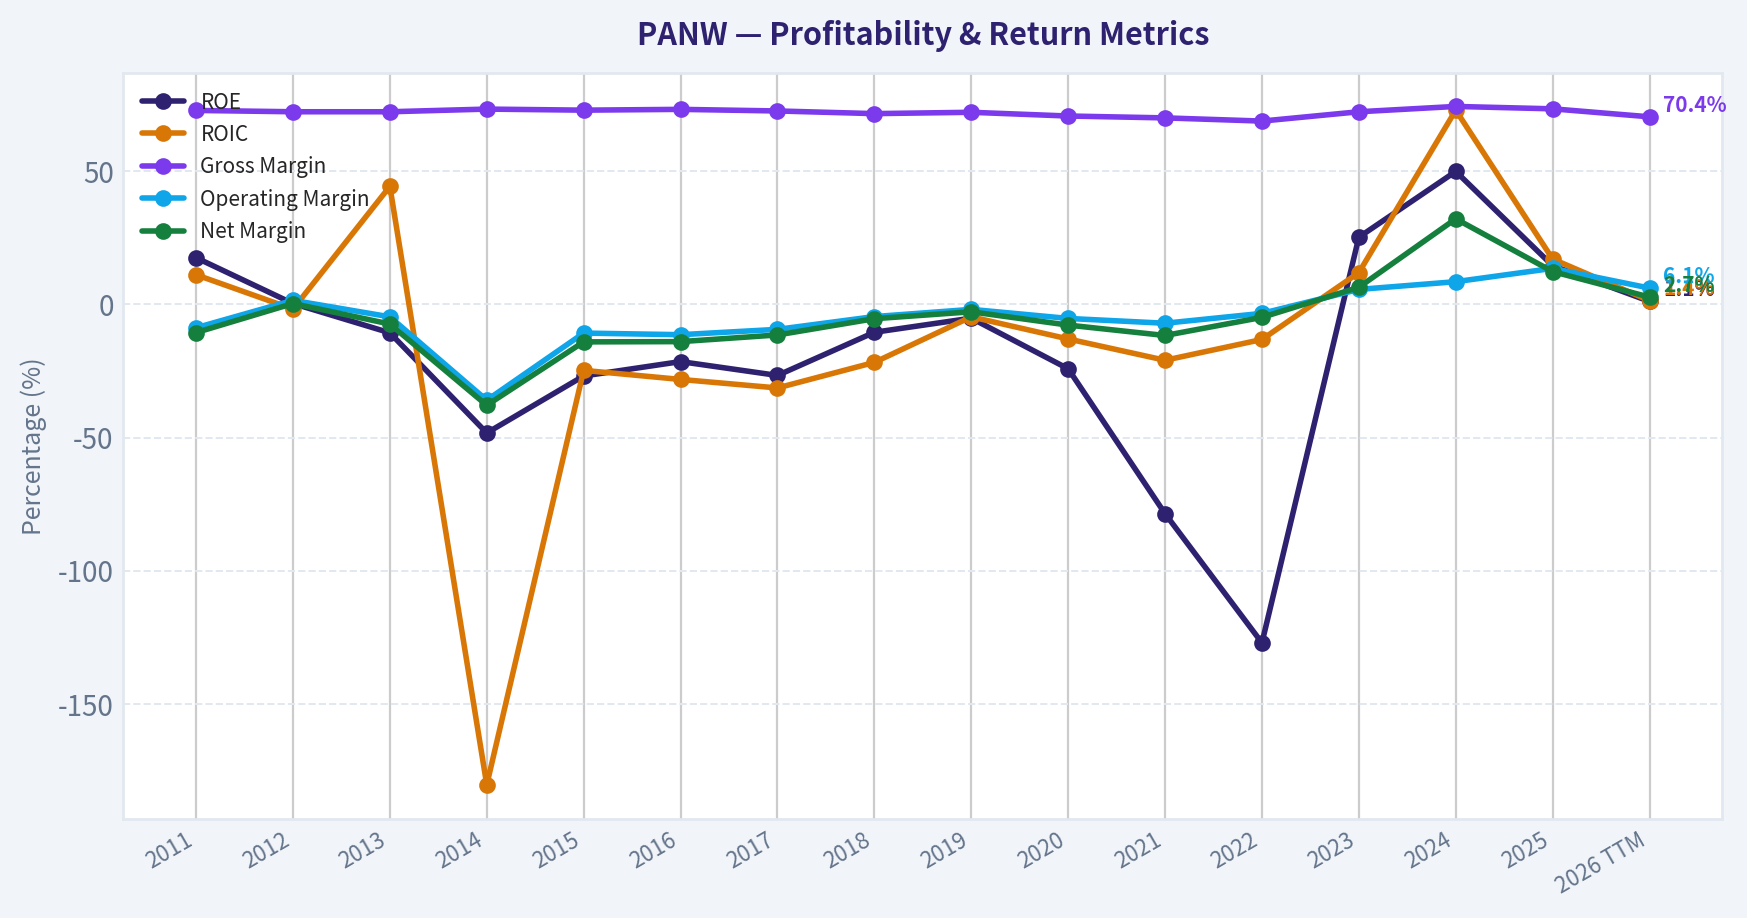 PANW — Profitability & Return Metrics
ROE
ROIC
Gross Margin
Operating Margin
Net Margin
Percentage (%)
50
0
-50
-100
-150
70.4%
6.1%
2011
2012
2013
2014
2015
2016
2017
2018
2019
2020
2021
2022
2023
2024
2025
2026 TTM